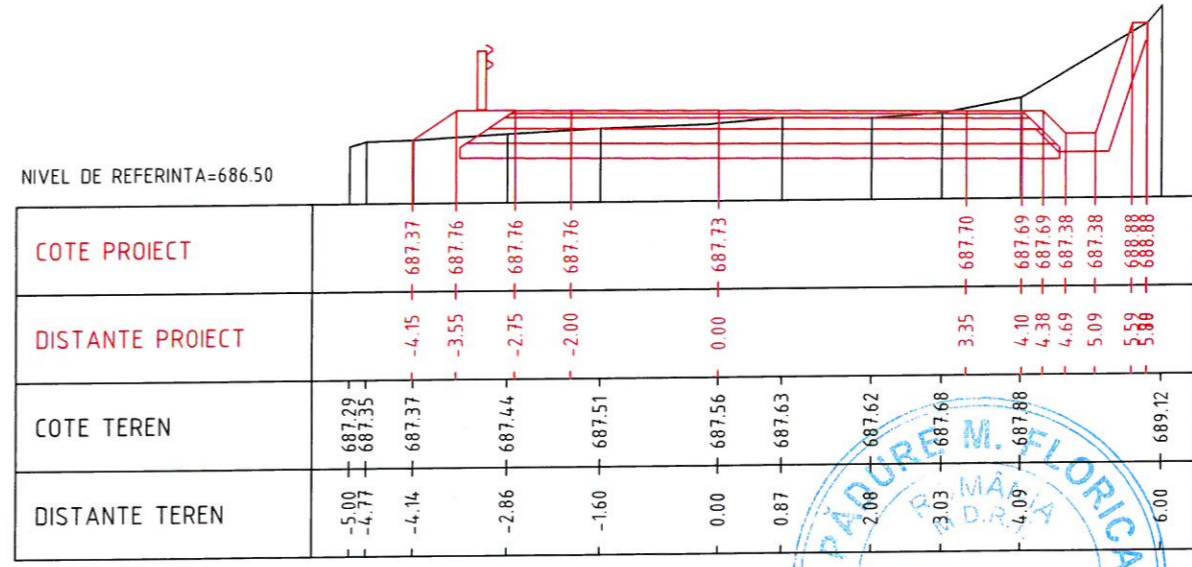 NIVEL DE REFERINTA=686.50
COTE PROIECT 687.37 687.76 687.76 687.76 687.73 687.70 687.69 687.69 687.38 687.38 688.88 688.88
DISTANTE PROIECT -4.15 -3.55 -2.75 -2.00 0.00 3.35 4.10 4.38 4.69 5.09 5.59
COTE TEREN 687.29 687.35 687.37 687.44 687.51 687.56 687.63 687.62 687.68 687.88 689.12
DISTANTE TEREN -5.00 -4.77 -4.14 -2.86 -1.60 0.00 0.87 2.08 3.03 4.09 6.00
PĂDURE M. FLORICA
ROMÂNIA